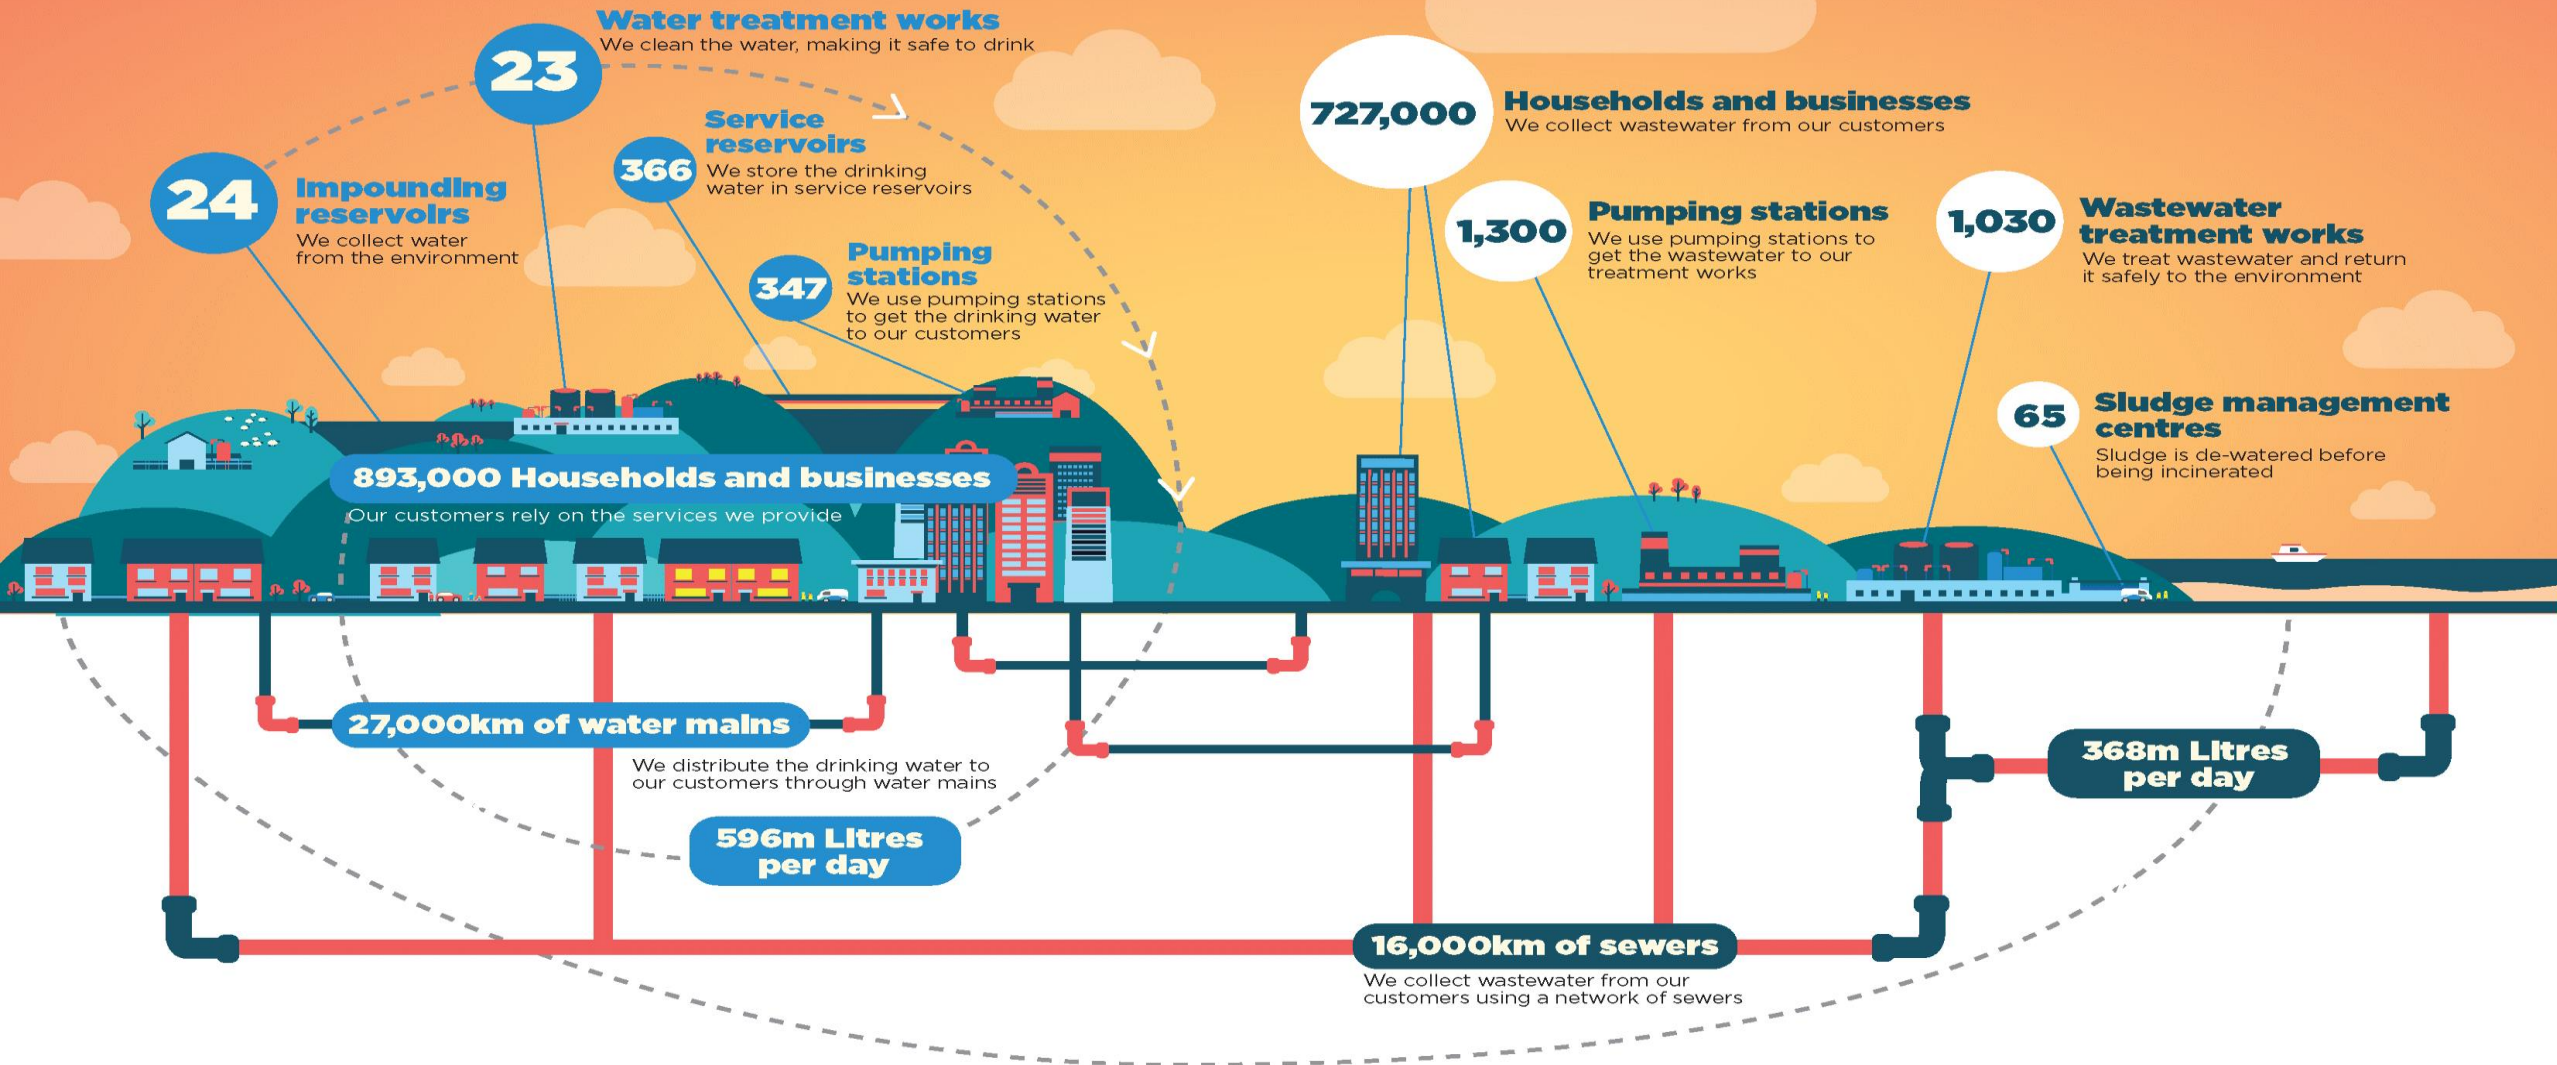 23
Water treatment works
We clean the water, making it safe to drink
24
Impounding
reservoirs
We collect water
from the environment
366
Service
reservoirs
We store the drinking
water in service reservoirs
347
Pumping
stations
We use pumping stations
to get the drinking water
to our customers
893,000 Households and businesses
Our customers rely on the services we provide
27,000km of water mains
We distribute the drinking water to
our customers through water mains
596m Litres
per day
727,000
Households and businesses
We collect wastewater from our customers
1,300
Pumping stations
We use pumping stations to
get the wastewater to our
treatment works
1,030
Wastewater
treatment works
We treat wastewater and return
it safely to the environment
65
Sludge management
centres
Sludge is de-watered before
being incinerated
368m Litres
per day
16,000km of sewers
We collect wastewater from our
customers using a network of sewers